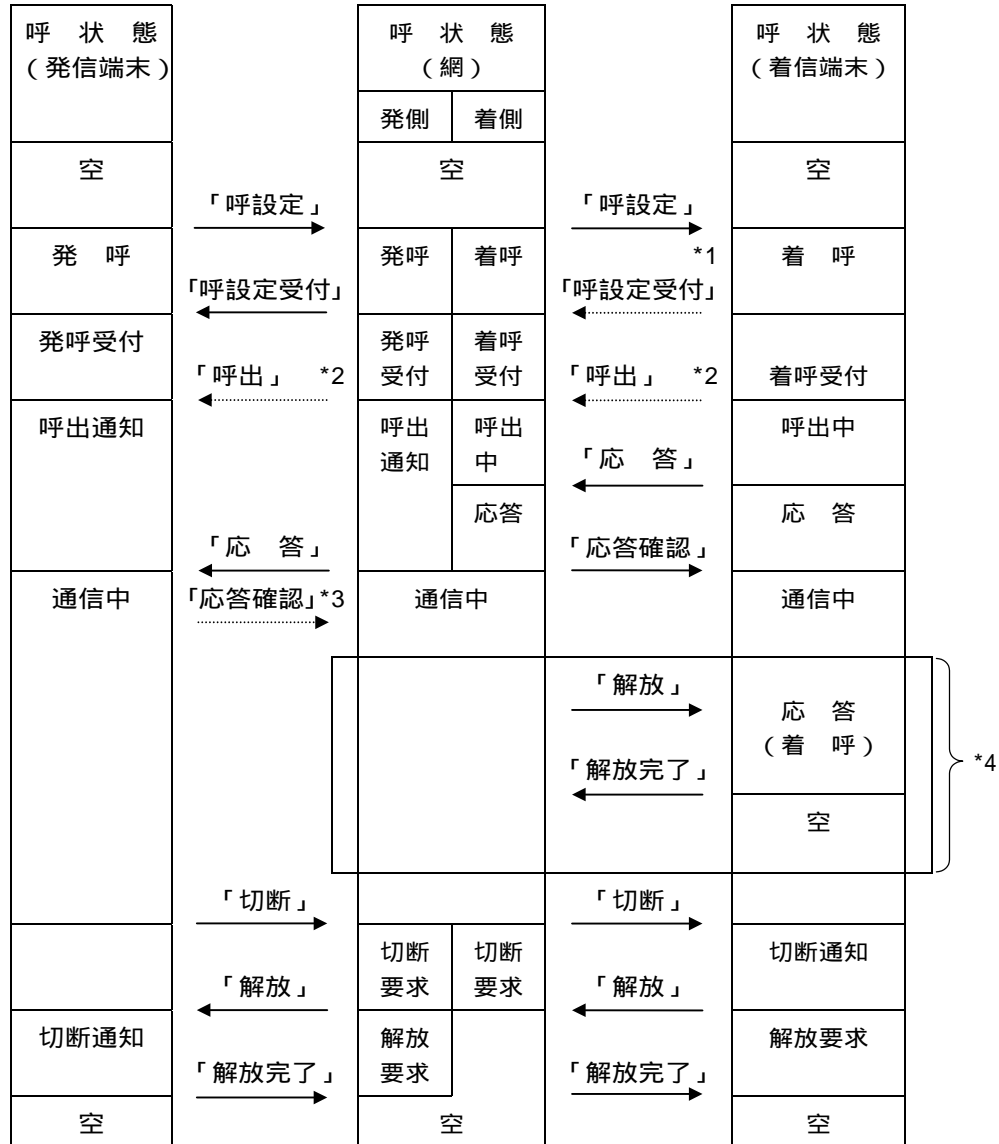 呼 状 態 呼 状 態 呼 状 態
（発信端末） （網） （着信端末）
発側 着側
空 空 空
「呼設定」 「呼設定」
発 呼 発呼 着呼 *1 着 呼
「呼設定受付」 「呼設定受付」
発呼受付 発呼 着呼
「呼出」 *2 受付 受付 「呼出」 *2 着呼受付
呼出通知 呼出 呼出 呼出中
通知 中 「応 答」
応答 応 答
「応 答」 「応答確認」
通信中 「応答確認」*3 通信中 通信中
「解放」
応 答
（着 呼）
「解放完了」 *4
空
「切断」 「切断」
切断 切断 切断通知
「解放」 要求 要求 「解放」
切断通知 解放 解放要求
「解放完了」 要求 「解放完了」
空 空 空